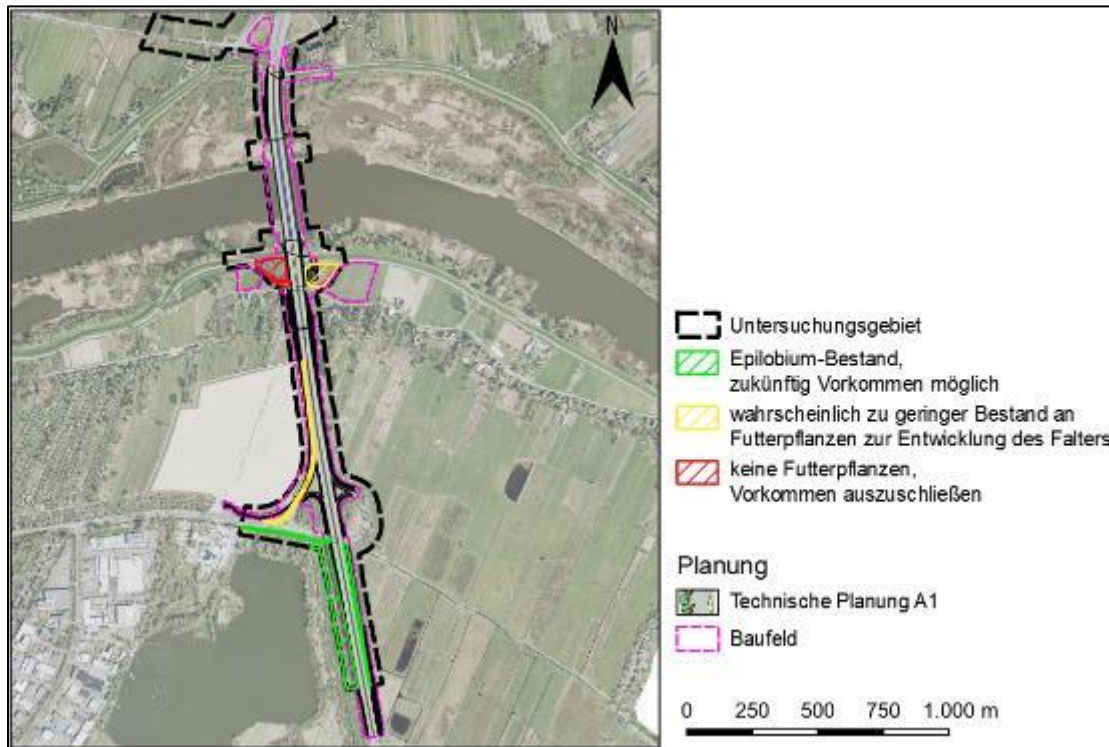 N
Untersuchungsgebiet
Epilobium-Bestand,
zukünftig Vorkommen möglich
wahrscheinlich zu geringer Bestand an
Futterpflanzen zur Entwicklung des Falters
keine Futterpflanzen,
Vorkommen auszuschließen
Planung
Technische Planung A1
Baufeld
0 250 500 750 1.000 m